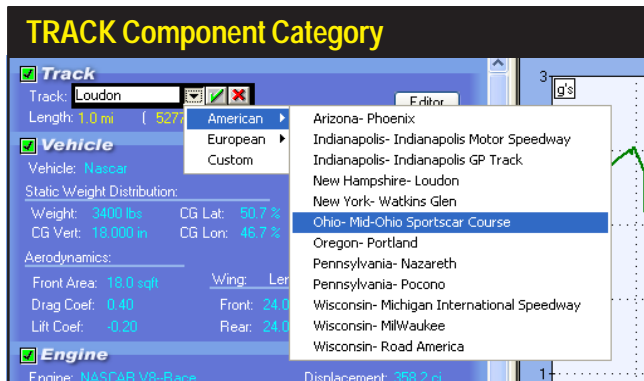 TRACK Component Category
Track
Track: Loudon
Editor
Length: 1.0 mi ( 5277
American
European
Custom
Arizona- Phoenix
Indianapolis- Indianapolis Motor Speedway
Indianapolis- Indianapolis GP Track
New Hampshire- Loudon
New York- Watkins Glen
Ohio- Mid-Ohio Sportscar Course
Oregon- Portland
Pennsylvania- Nazareth
Pennsylvania- Pocono
Wisconsin- Michigan International Speedway
Wisconsin- MilWaukee
Wisconsin- Road America
Vehicle
Vehicle: Nascar
Static Weight Distribution:
Weight: 3400 lbs CG Lat: 50.7 %
CG Vert: 18.000 in CG Lon: 46.7 %
Aerodynamics:
Front Area: 18.0 sqft Wing: Ler
Drag Coef: 0.40 Front: 24.0
Lift Coef: -0.20 Rear: 24.0
Engine
Engine: NASCAR V8--Race Displacement: 358.2 ci
3
g's
2
1